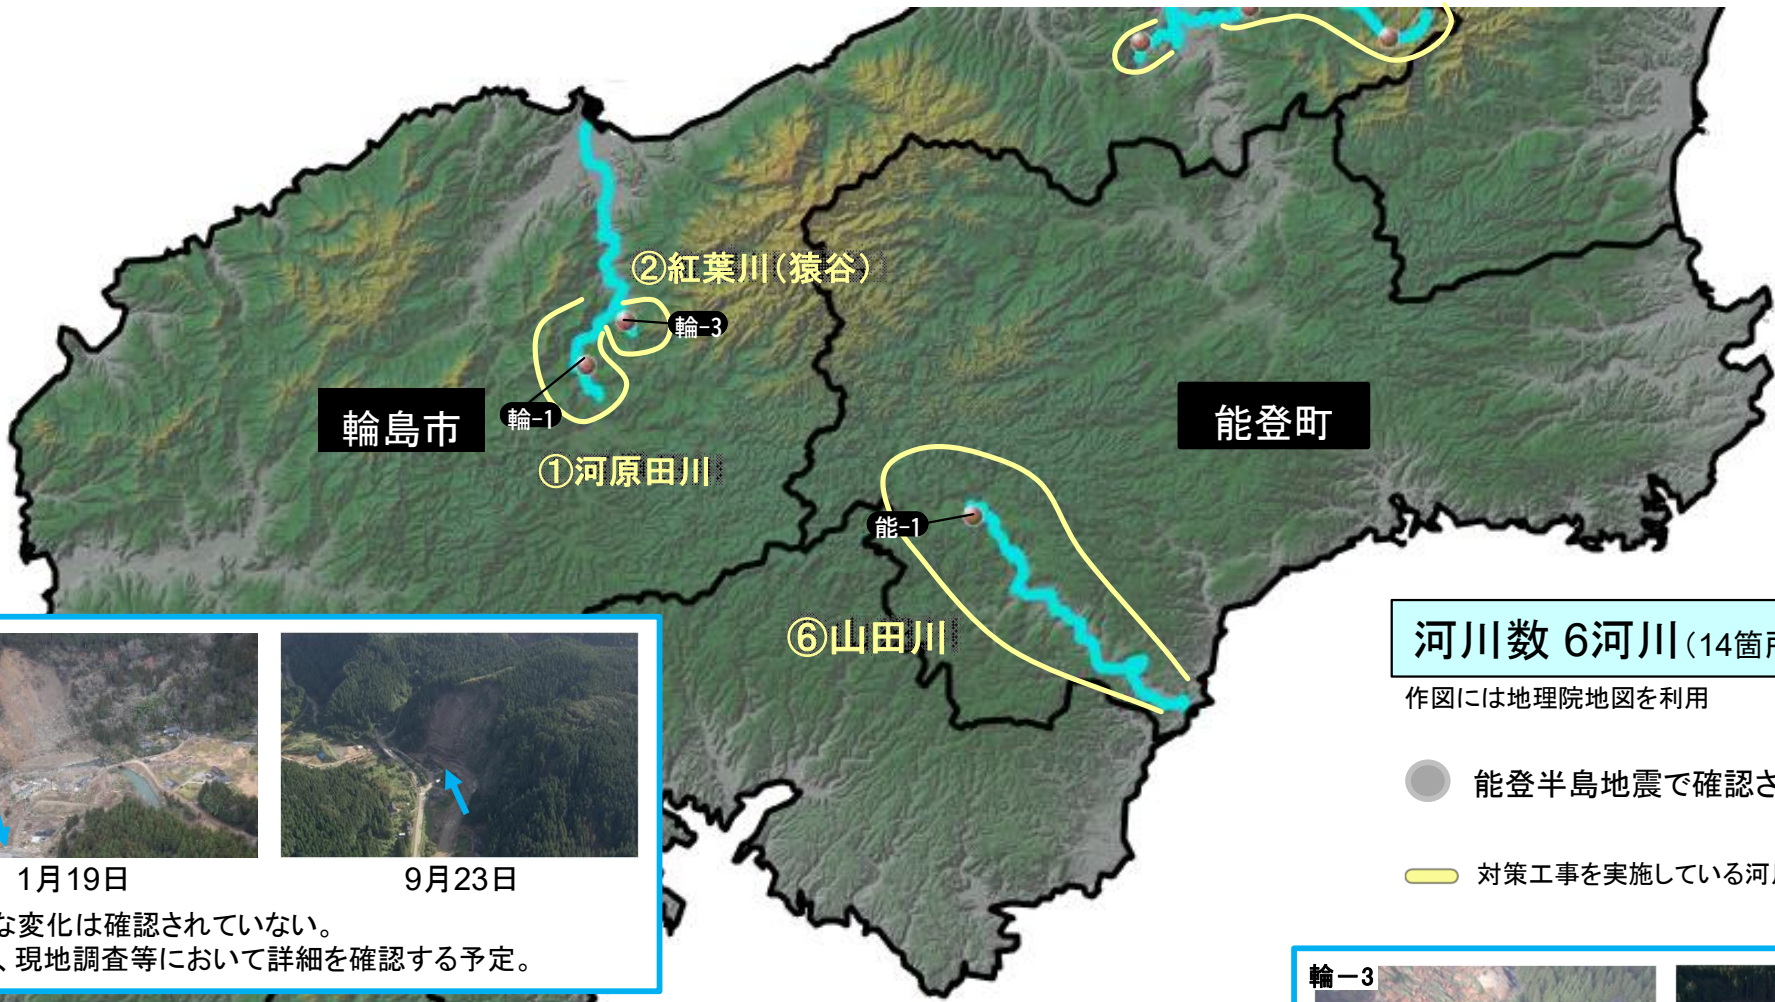 ②紅葉川(猿谷)
輪-3
輪島市
輪-1
①河原田川
能登町
能-1
⑥山田川
河川数 6河川(14箇
作図には地理院地図を利用
能登半島地震で確認さ
対策工事を実施している河
1月19日
9月23日
な変化は確認されていない。
、現地調査等において詳細を確認する予定。
輪-3